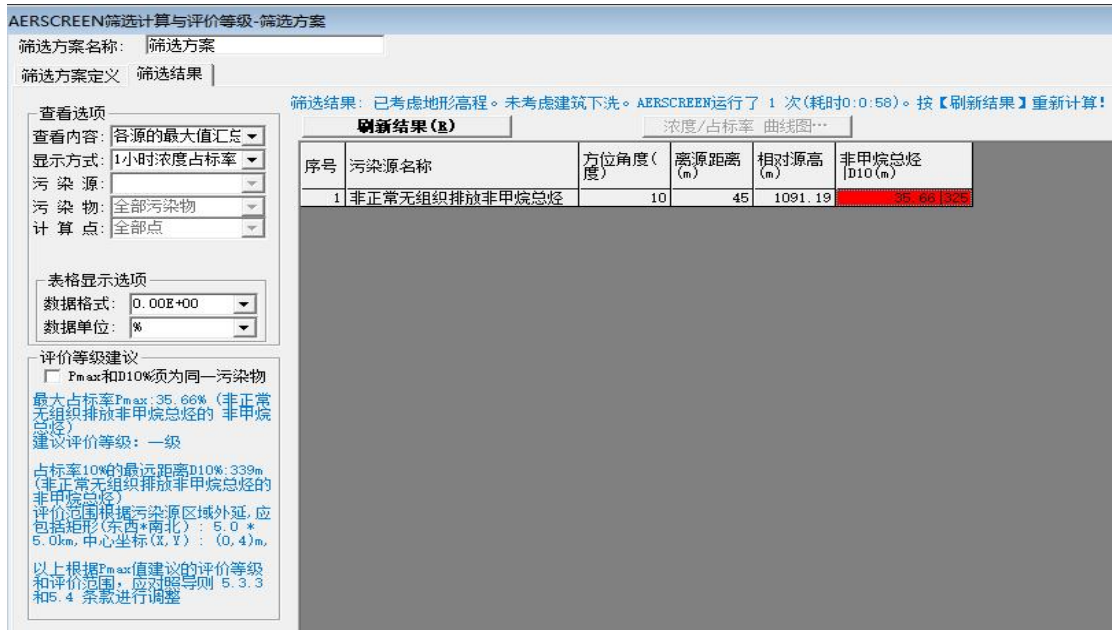 AERSCREEN筛选计算与评价等级-筛选方案
筛选方案名称: 筛选方案
筛选方案定义 筛选结果
筛选结果: 已考虑地形高程。未考虑建筑下洗。AERSCREEN运行了 1 次(耗时0:0:58)。按【刷新结果】重新计算!
查看选项
查看内容: 各源的最大值汇总
显示方式: 1小时浓度占标率
污 染 源:
污 染 物: 全部污染物
计 算 点: 全部点
刷新结果(R)
浓度/占标率 曲线图…
序号 污染源名称 方位角度(度) 离源距离(m) 相对源高(m) 非甲烷总烃|D10(m)
1 非正常无组织排放非甲烷总烃 10 45 1091.19 35.66|325
表格显示选项
数据格式: 0.00E+00
数据单位: %
评价等级建议
Pmax和D10%须为同一污染物
最大占标率Pmax:35.66% (非正常
无组织排放非甲烷总烃的 非甲烷
总烃)
建议评价等级: 一级
占标率10%的最远距离D10%:339m
(非正常无组织排放非甲烷总烃的
非甲烷总烃)
评价范围根据污染源区域外延,应
包括矩形(东西*南北) : 5.0 *
5.0km,中心坐标(X,Y) : (0,4)m,
以上根据Pmax值建议的评价等级
和评价范围, 应对照导则 5.3.3
和5.4 条款进行调整